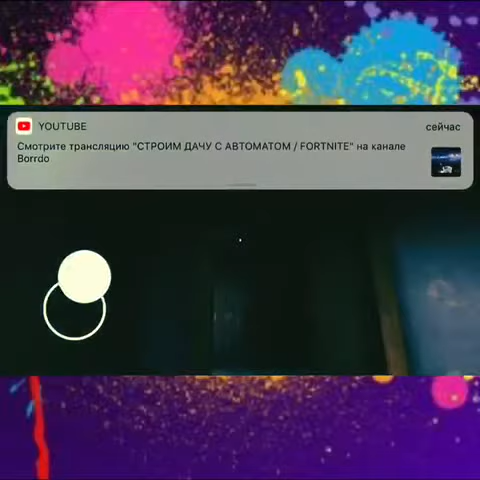 YOUTUBE
сейчас
Смотрите трансляцию "СТРОИМ ДАЧУ С АВТОМАТОМ / FORTNITE" на канале
Borrdo